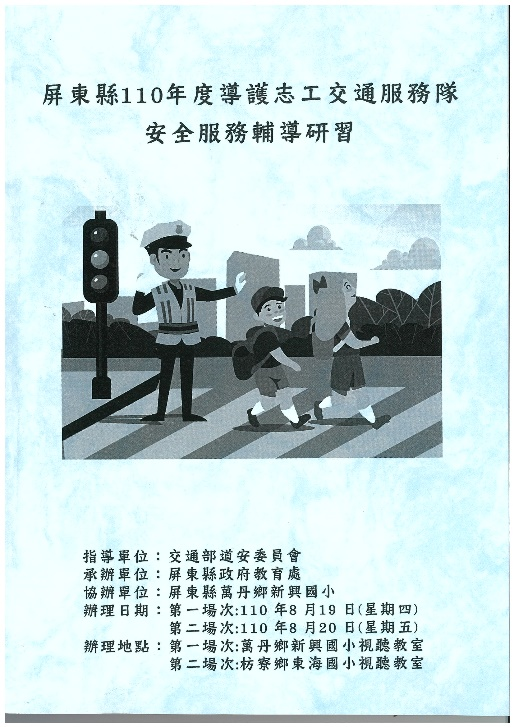 屏東縣110年度導護志工交通服務隊
安全服務輔導研習
指導單位：交通部道安委員會
承辦單位：屏東縣政府教育處
協辦單位：屏東縣萬丹鄉新興國小
辦理日期：第一場次:110 年8 月19 日(星期四)
第二場次:110 年8 月20 日(星期五)
辦理地點：第一場次:萬丹鄉新興國小視聽教室
第二場次:枋寮鄉東海國小視聽教室